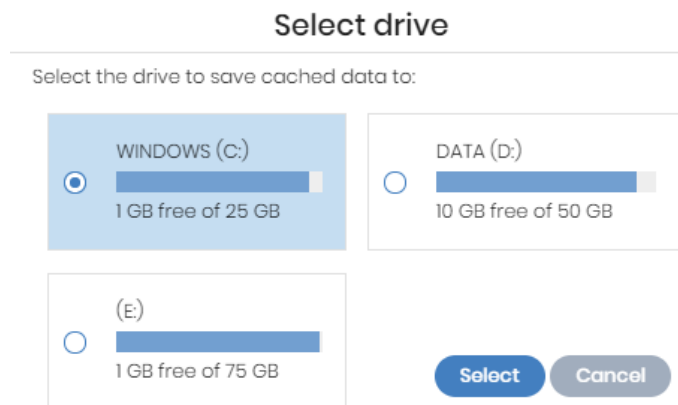 Select drive
Select the drive to save cached data to:
WINDOWS (C:)
1 GB free of 25 GB
DATA (D:)
10 GB free of 50 GB
(E:)
1 GB free of 75 GB
Select
Cancel